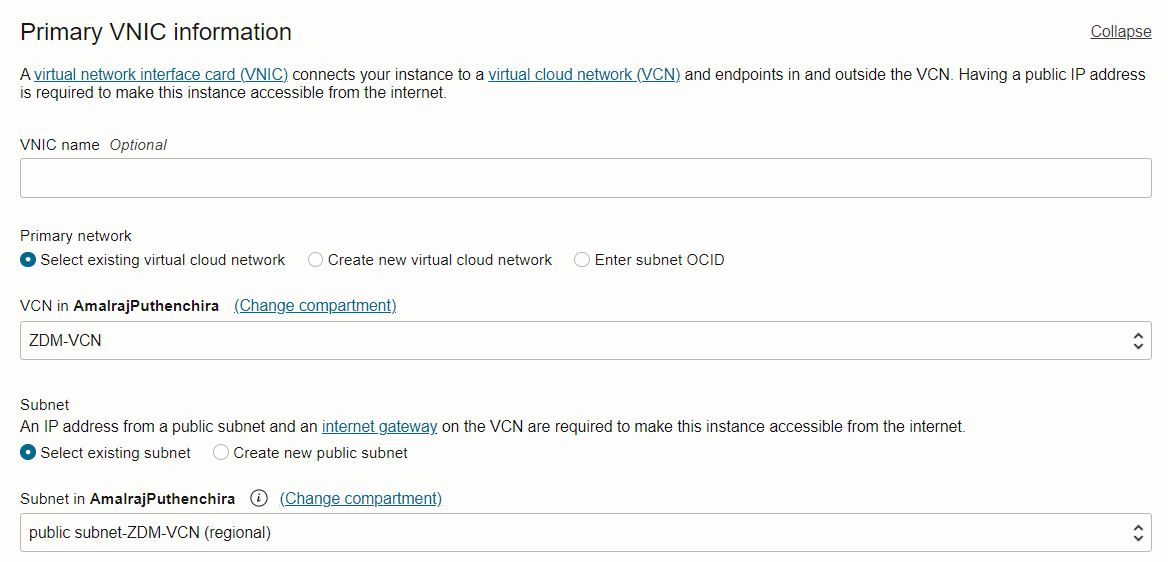 Primary VNIC information
Collapse
A virtual network interface card (VNIC) connects your instance to a virtual cloud network (VCN) and endpoints in and outside the VCN. Having a public IP address
is required to make this instance accessible from the internet.
VNIC name Optional
Primary network
Select existing virtual cloud network Create new virtual cloud network Enter subnet OCID
VCN in AmalrajPuthenchira (Change compartment)
ZDM-VCN
Subnet
An IP address from a public subnet and an internet gateway on the VCN are required to make this instance accessible from the internet.
Select existing subnet Create new public subnet
Subnet in AmalrajPuthenchira i (Change compartment)
public subnet-ZDM-VCN (regional)